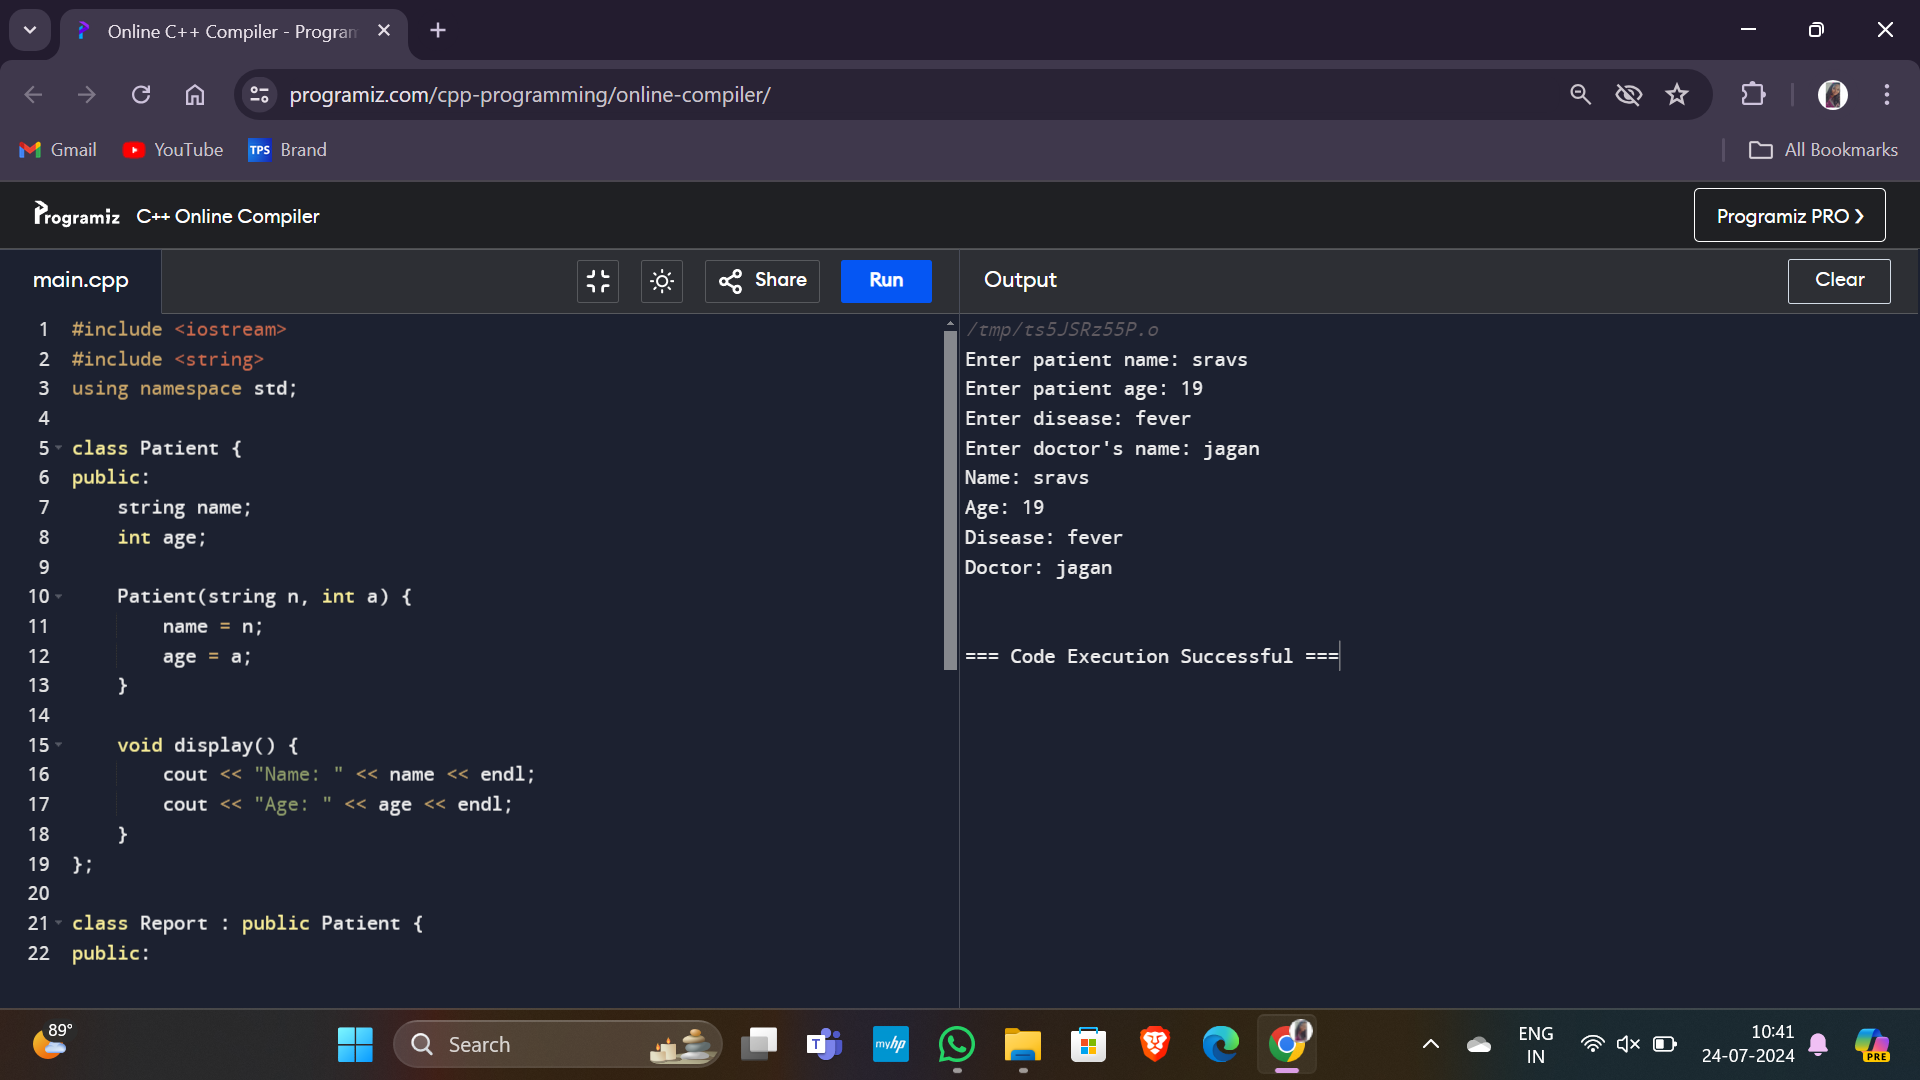 Online C++ Compiler - Program
programiz.com/cpp-programming/online-compiler/
Gmail YouTube TPS Brand All Bookmarks
Programiz C++ Online Compiler Programiz PRO ❯
main.cpp Share Run Output Clear
1 #include <iostream>
2 #include <string>
3 using namespace std;
4
5 class Patient {
6 public:
7 string name;
8 int age;
9
10 Patient(string n, int a) {
11 name = n;
12 age = a;
13 }
14
15 void display() {
16 cout << "Name: " << name << endl;
17 cout << "Age: " << age << endl;
18 }
19 };
20
21 class Report : public Patient {
22 public:
/tmp/ts5JSRz55P.o
Enter patient name: sravs
Enter patient age: 19
Enter disease: fever
Enter doctor's name: jagan
Name: sravs
Age: 19
Disease: fever
Doctor: jagan
=== Code Execution Successful ===
89°
Search
T
myhp
ENG
IN
10:41
24-07-2024
PRE